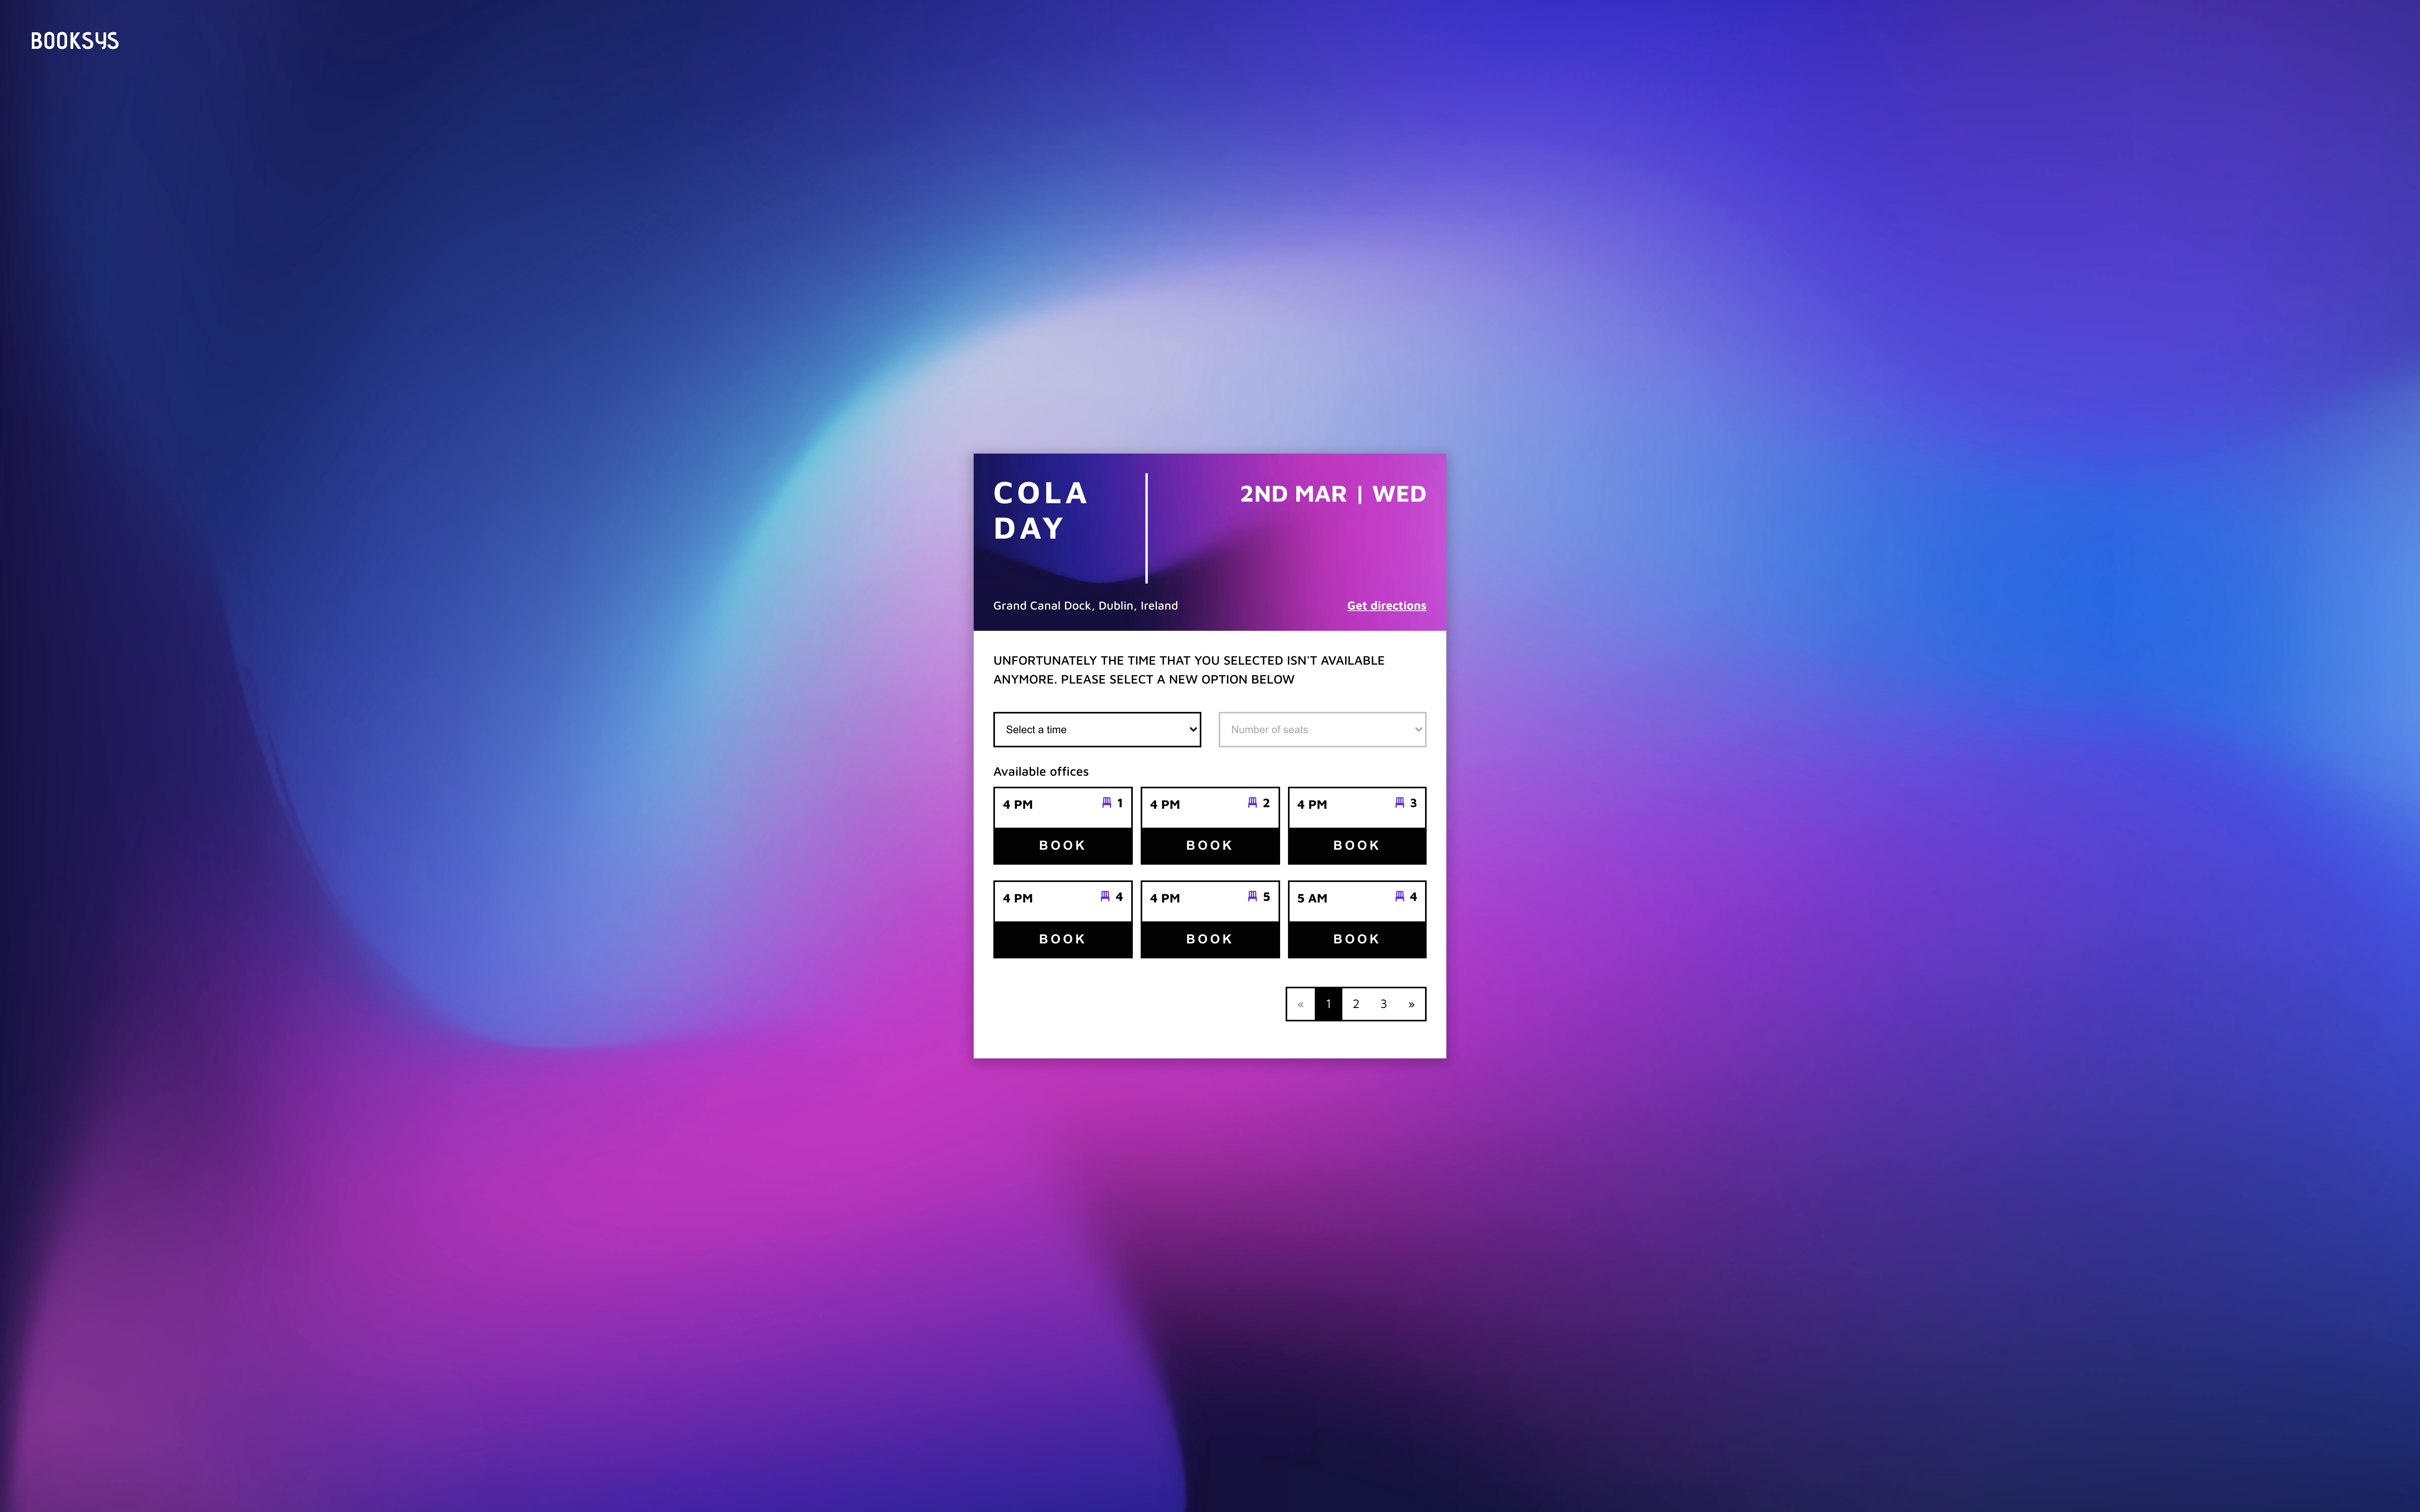 BOOKSYS
COLA
DAY
2ND MAR | WED
Grand Canal Dock, Dublin, Ireland
Get directions
UNFORTUNATELY THE TIME THAT YOU SELECTED ISN'T AVAILABLE
ANYMORE. PLEASE SELECT A NEW OPTION BELOW
Select a time
Number of seats
Available offices
4 PM 1
4 PM 2
4 PM 3
BOOK
BOOK
BOOK
4 PM 4
4 PM 5
5 AM 4
BOOK
BOOK
BOOK
« 1 2 3 »